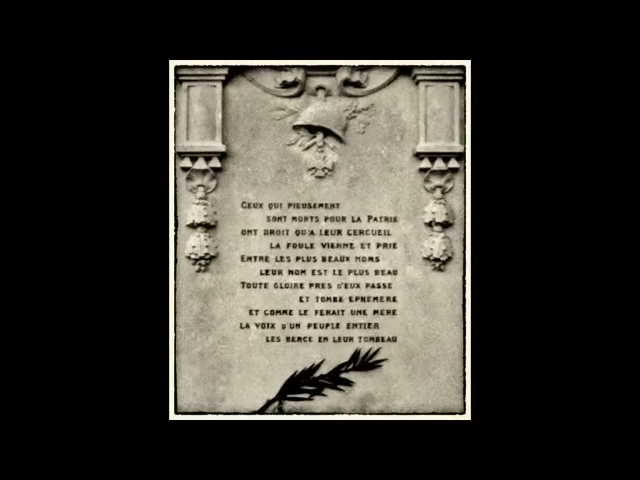 CEUX QUI PIEUSEMENT
SONT MORTS POUR LA PATRIE
ONT DROIT QU'A LEUR CERCUEIL
LA FOULE VIENNE ET PRIE
ENTRE LES PLUS BEAUX NOMS
LEUR NOM EST LE PLUS BEAU
TOUTE GLOIRE PRES D'EUX PASSE
ET TOMBE EPHEMERE
ET COMME LE FERAIT UNE MERE
LA VOIX D'UN PEUPLE ENTIER
LES BERCE EN LEUR TOMBEAU